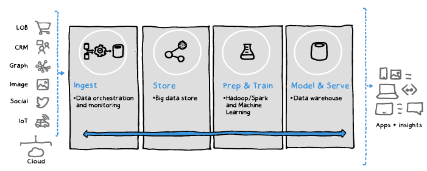 LOB
CRM
Graph
Image
Social
IoT
Cloud
Ingest
•Data orchestration
and monitoring
Store
•Big data store
Prep & Train
•Hadoop/Spark
and Machine
Learning
Model & Serve
•Data warehouse
Apps + insights